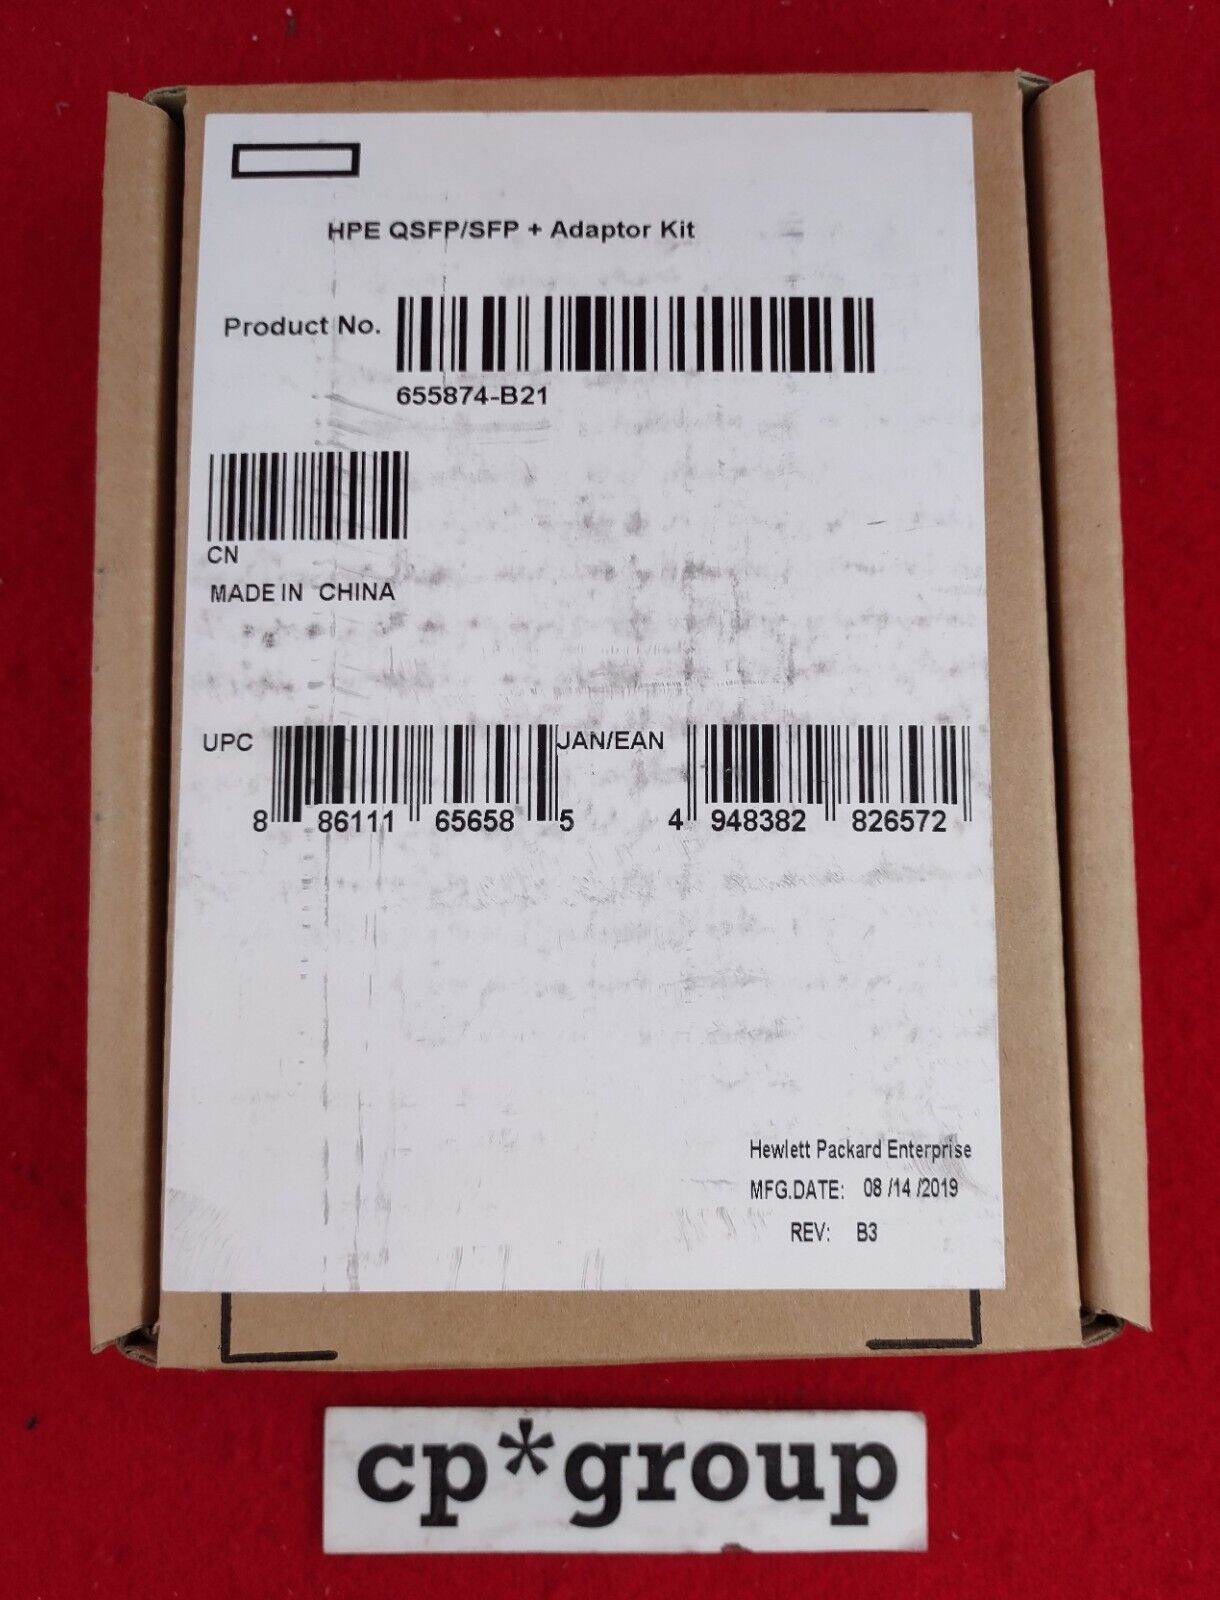 HPE QSFP/SFP + Adaptor Kit
Product No.
655874-B21
CN
MADE IN CHINA
UPC
8 86111 65658 5
JAN/EAN
4 948382 826572
Hewlett Packard Enterprise
MFG.DATE: 08 /14 /2019
REV: B3
cp*group